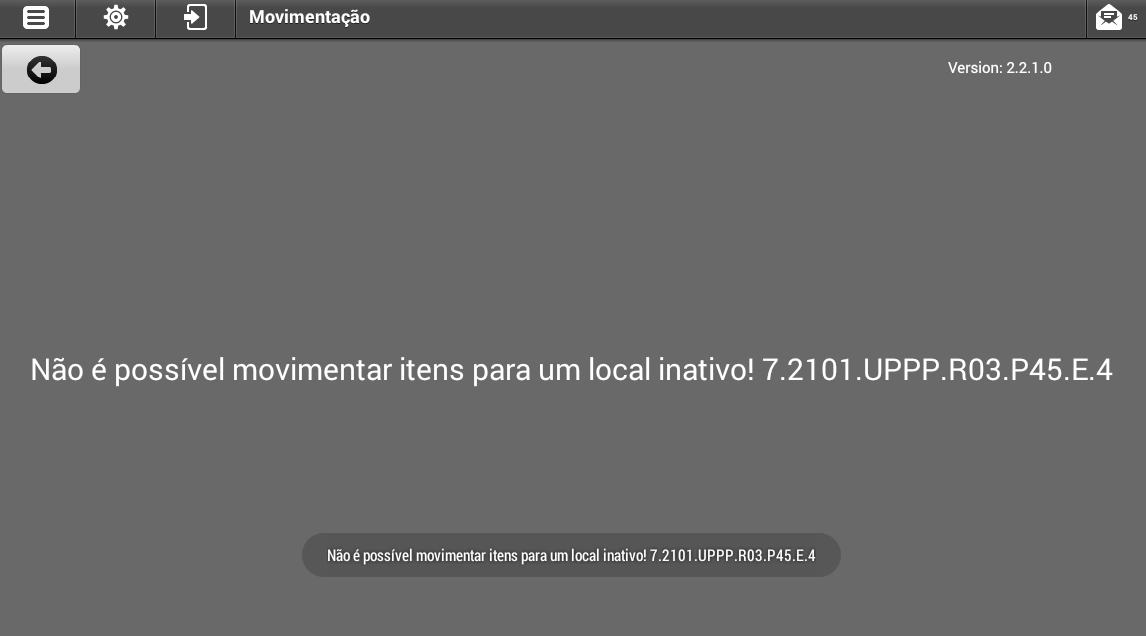 Movimentação
45
Version: 2.2.1.0
Não é possível movimentar itens para um local inativo! 7.2101.UPPP.R03.P45.E.4
Não é possível movimentar itens para um local inativo! 7.2101.UPPP.R03.P45.E.4